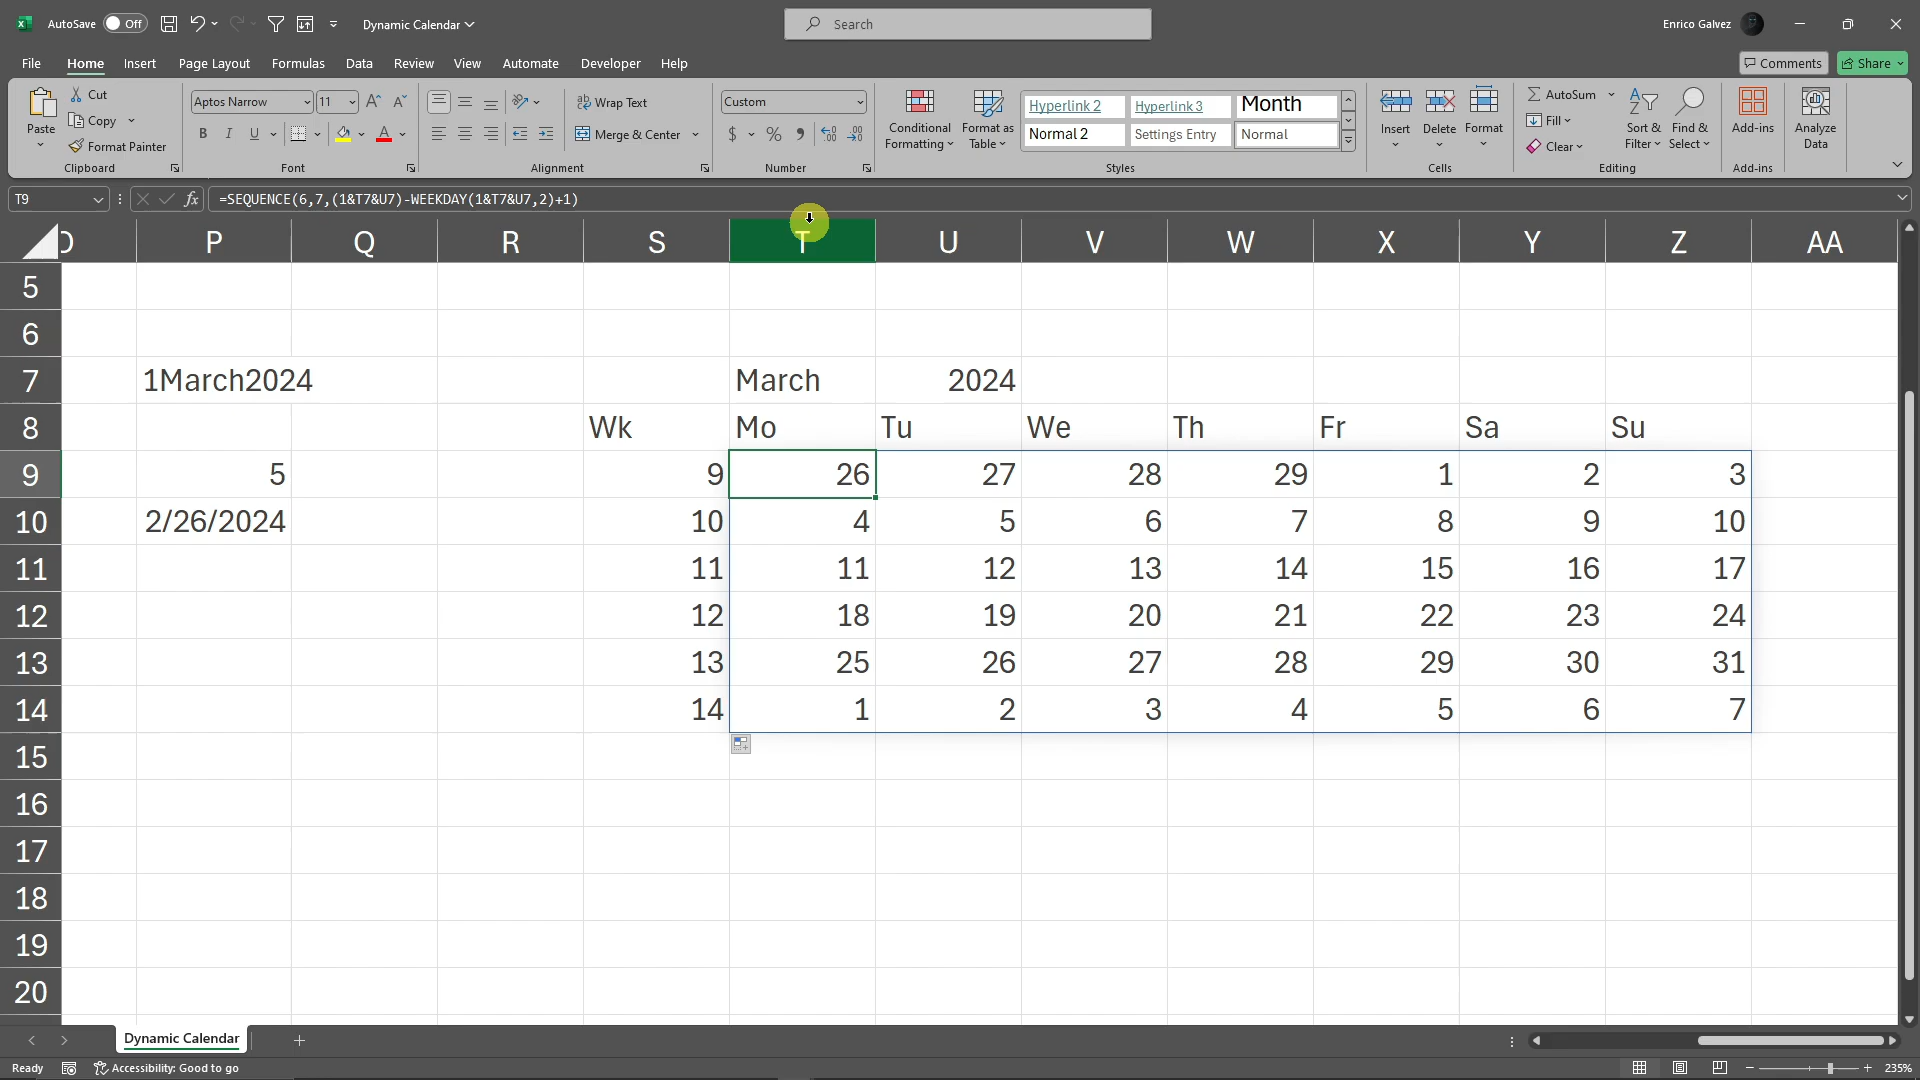 AutoSave Off Dynamic Calendar Search Enrico Galvez
File Home Insert Page Layout Formulas Data Review View Automate Developer Help Comments Share
Paste Cut Copy Format Painter Clipboard
Aptos Narrow 11 B I U A Font
Wrap Text Merge & Center Alignment
Custom $ % Number
Conditional Formatting Format as Table Hyperlink 2 Hyperlink 3 Month Normal 2 Settings Entry Normal Styles
Insert Delete Format Cells
AutoSum Fill Clear Sort & Filter Find & Select Editing
Add-ins Add-ins
Analyze Data
T9 fx =SEQUENCE(6,7,(1&T7&U7)-WEEKDAY(1&T7&U7,2)+1)
P Q R S T U V W X Y Z AA
5
6
7 1March2024 March 2024
8 Wk Mo Tu We Th Fr Sa Su
9 5 9 26 27 28 29 1 2 3
10 2/26/2024 10 4 5 6 7 8 9 10
11 11 11 12 13 14 15 16 17
12 12 18 19 20 21 22 23 24
13 13 25 26 27 28 29 30 31
14 14 1 2 3 4 5 6 7
15
16
17
18
19
20
Dynamic Calendar
Ready Accessibility: Good to go 235%